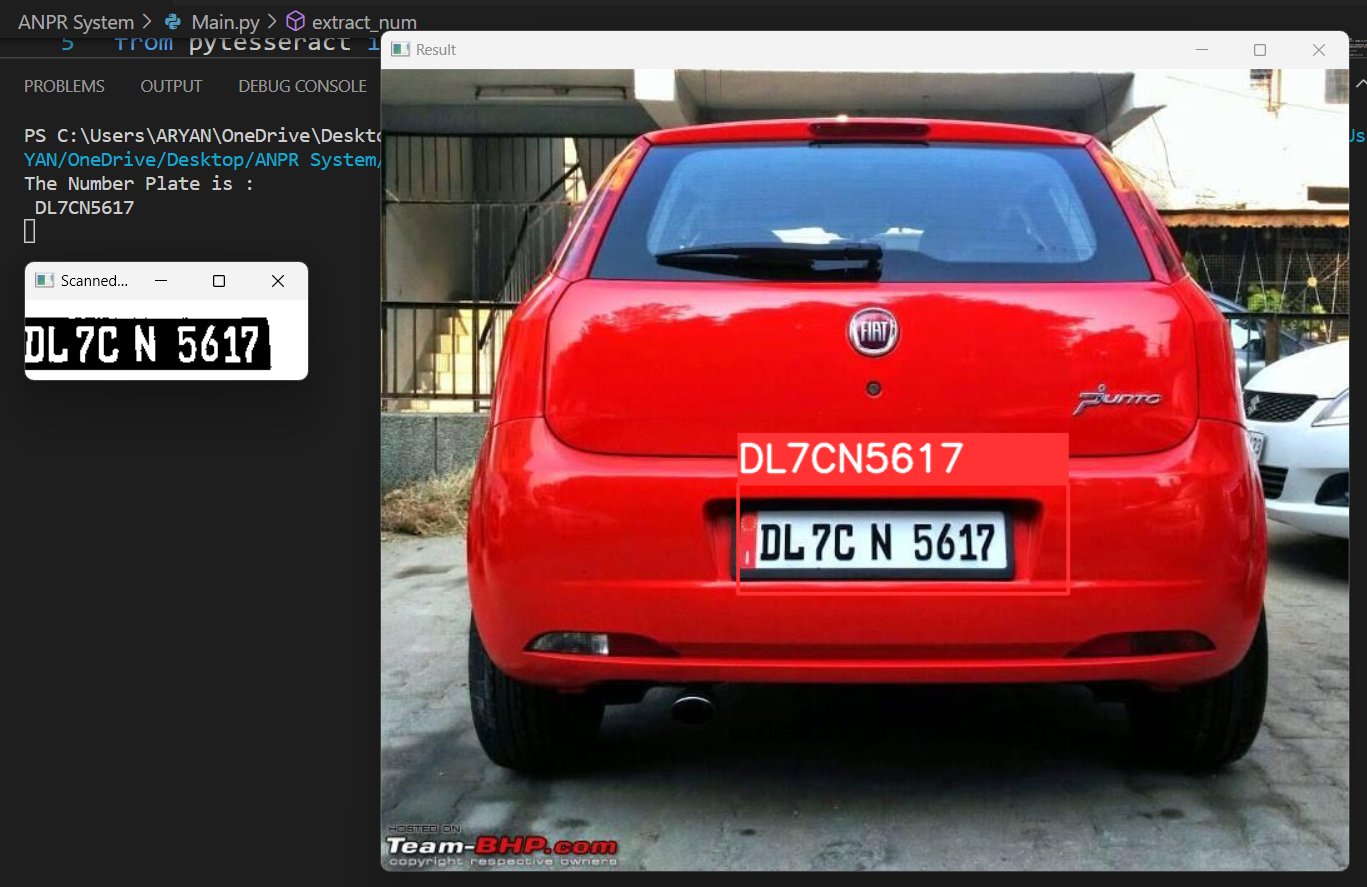 ANPR System > Main.py > extract_num
5 from pytesseract i
PROBLEMS OUTPUT DEBUG CONSOLE
PS C:\Users\ARYAN\OneDrive\Deskto
YAN/OneDrive/Desktop/ANPR System/
The Number Plate is :
DL7CN5617
Scanned...
DL7C N 5617
Result
FIAT
Punto
DL7CN5617
DL7C N 5617
HOSTED ON
Team-BHP.com
copyright respective owners
Us